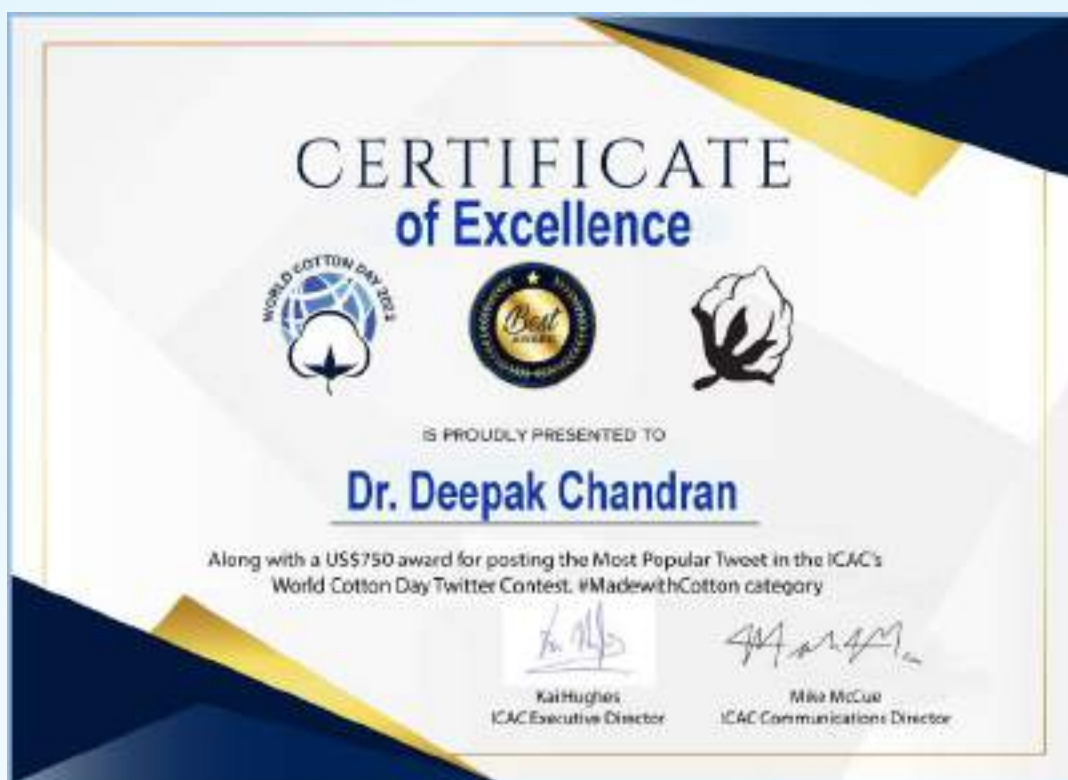 CERTIFICATE
of Excellence
WORLD COTTON DAY
Best
AWARD
IS PROUDLY PRESENTED TO
Dr. Deepak Chandran
Along with a US$750 award for posting the Most Popular Tweet in the ICAC's
World Cotton Day Twitter Contest. #MadewithCotton category
Kai Hughes
ICAC Executive Director
Mike McCue
ICAC Communications Director